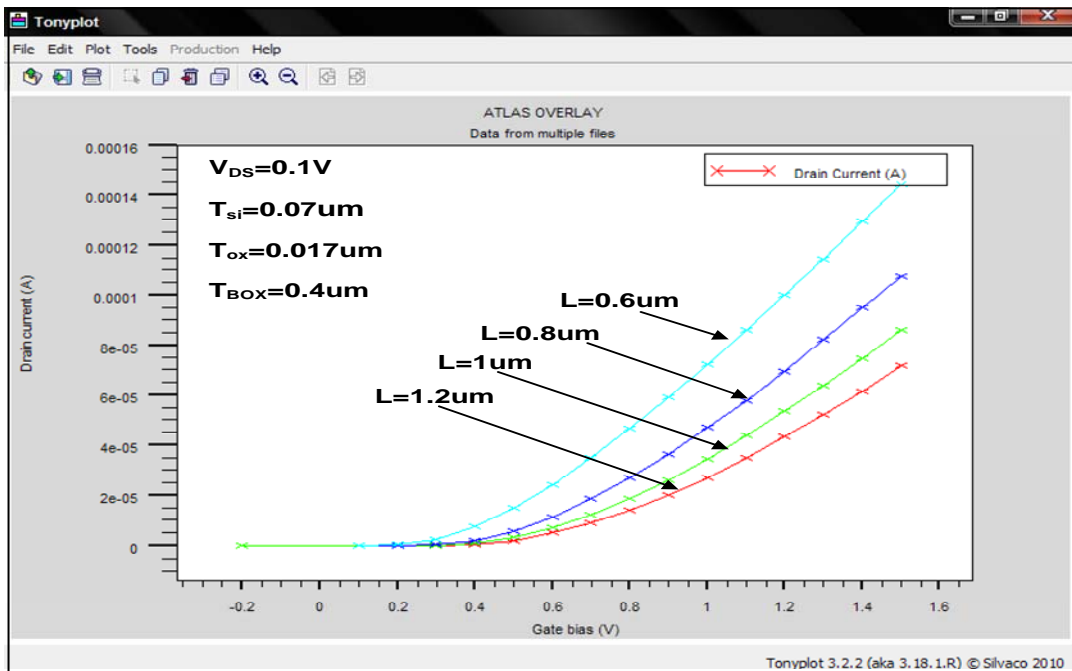 Tonyplot
File Edit Plot Tools Production Help
ATLAS OVERLAY
Data from multiple files
Drain Current (A)
V_DS=0.1V
T_si=0.07um
T_ox=0.017um
T_BOX=0.4um
L=0.6um
L=0.8um
L=1um
L=1.2um
Drain current (A)
0.00016
0.00014
0.00012
0.0001
8e-05
6e-05
4e-05
2e-05
0
-0.2 0 0.2 0.4 0.6 0.8 1 1.2 1.4 1.6
Gate bias (V)
Tonyplot 3.2.2 (aka 3.18.1.R) © Silvaco 2010